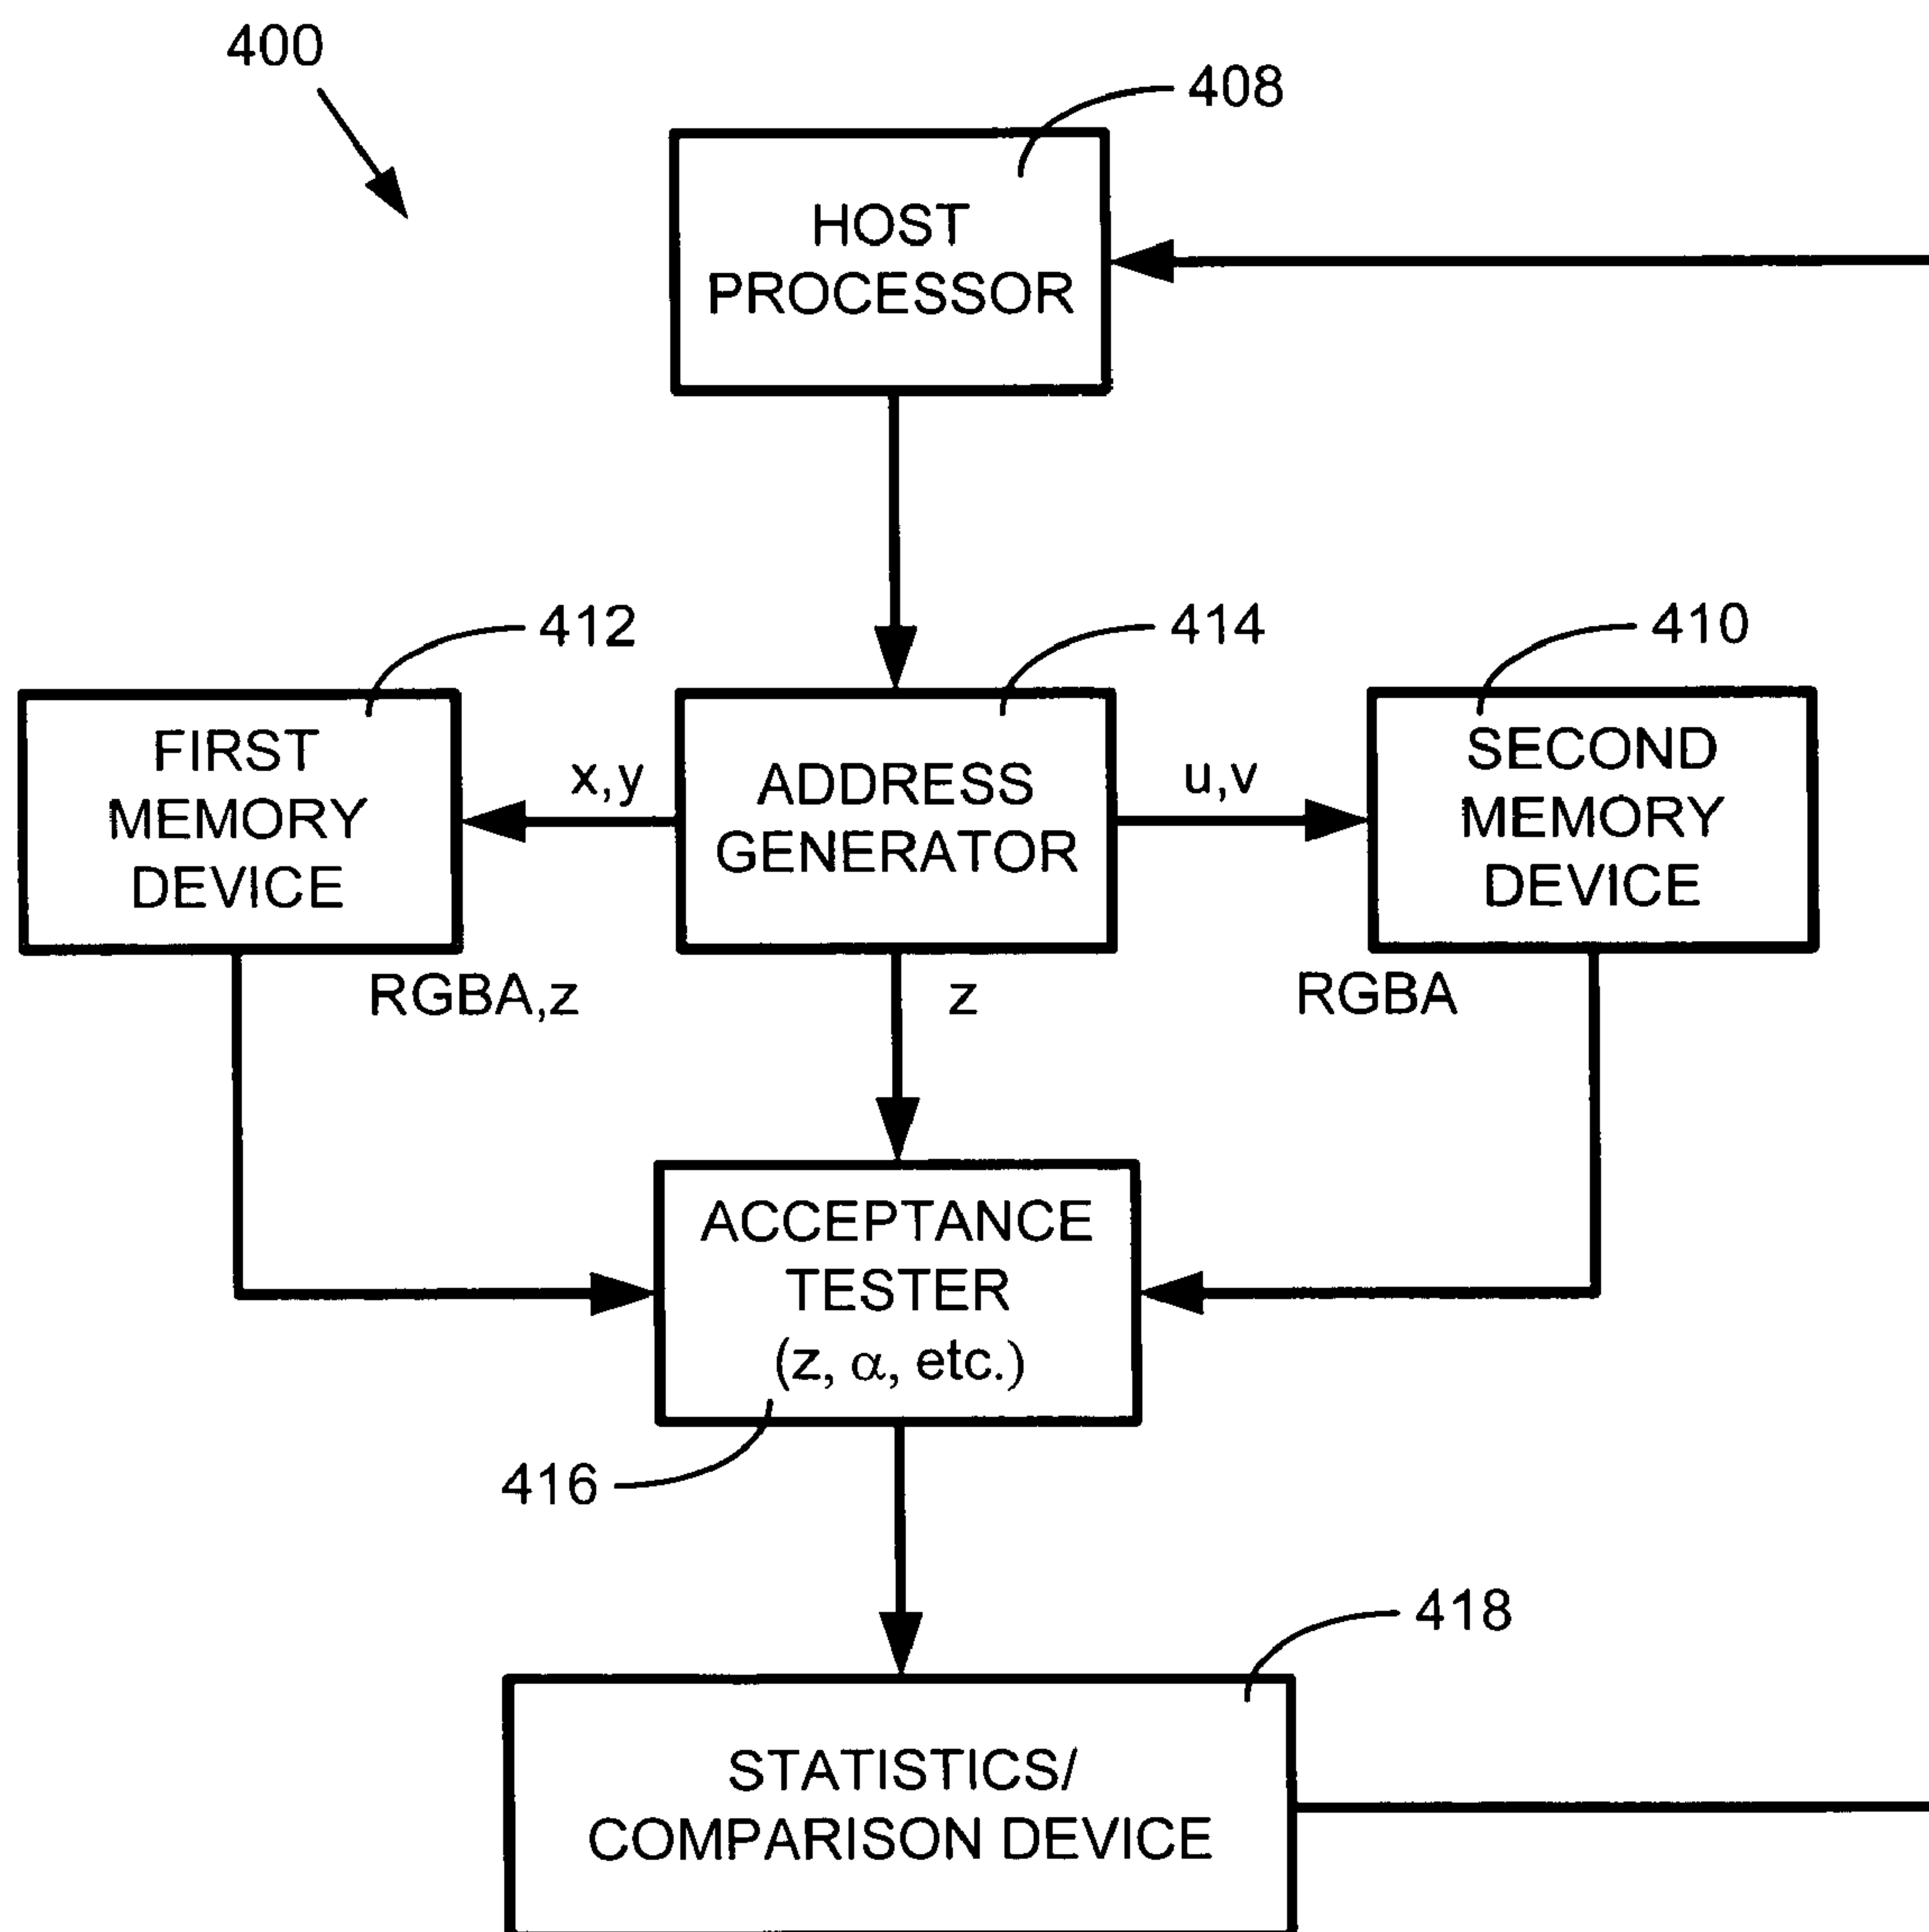 400
408
HOST
PROCESSOR
412
414
410
FIRST
MEMORY
DEVICE
x,y
ADDRESS
GENERATOR
u,v
SECOND
MEMORY
DEVICE
RGBA,z
z
RGBA
ACCEPTANCE
TESTER
(z, α, etc.)
416
418
STATISTICS/
COMPARISON DEVICE